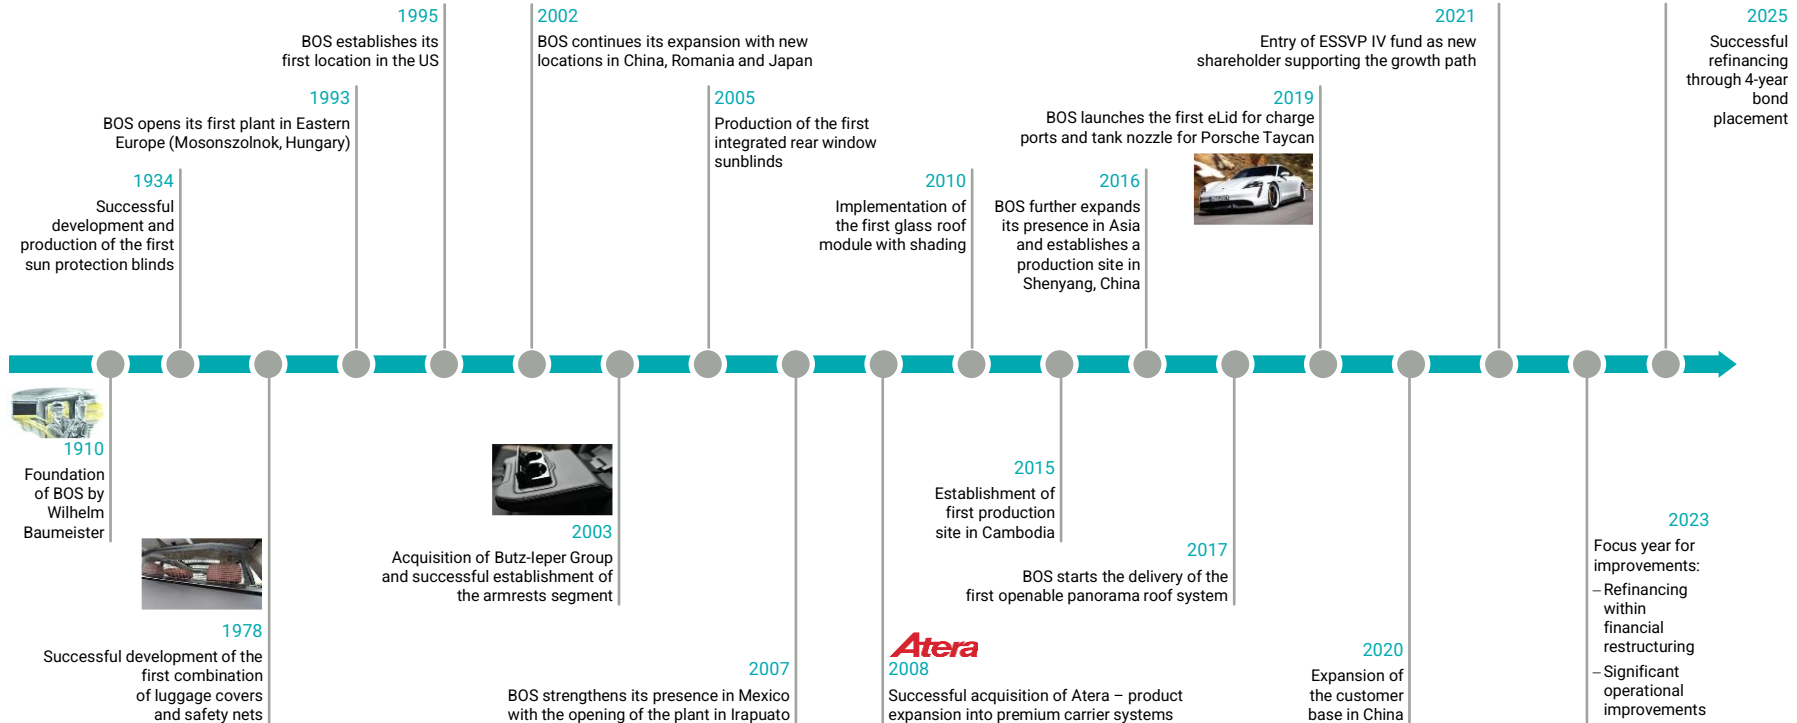 1995
BOS establishes its
first location in the US
2002
BOS continues its expansion with new
locations in China, Romania and Japan
2021
Entry of ESSVP IV fund as new
shareholder supporting the growth path
2025
Successful
refinancing
through 4-year
bond
placement
1993
BOS opens its first plant in Eastern
Europe (Mosonszolnok, Hungary)
2005
Production of the first
integrated rear window
sunblinds
2019
BOS launches the first eLid for charge
ports and tank nozzle for Porsche Taycan
1934
Successful
development and
production of the first
sun protection blinds
2010
Implementation of
the first glass roof
module with shading
2016
BOS further expands
its presence in Asia
and establishes a
production site in
Shenyang, China
1910
Foundation
of BOS by
Wilhelm
Baumeister
2003
Acquisition of Butz-Ieper Group
and successful establishment of
the armrests segment
2015
Establishment of
first production
site in Cambodia
2017
BOS starts the delivery of the
first openable panorama roof system
2023
Focus year for
improvements:
– Refinancing
within
financial
restructuring
– Significant
operational
improvements
1978
Successful development of the
first combination
of luggage covers
and safety nets
2007
BOS strengthens its presence in Mexico
with the opening of the plant in Irapuato
Atera
2008
Successful acquisition of Atera – product
expansion into premium carrier systems
2020
Expansion of
the customer
base in China